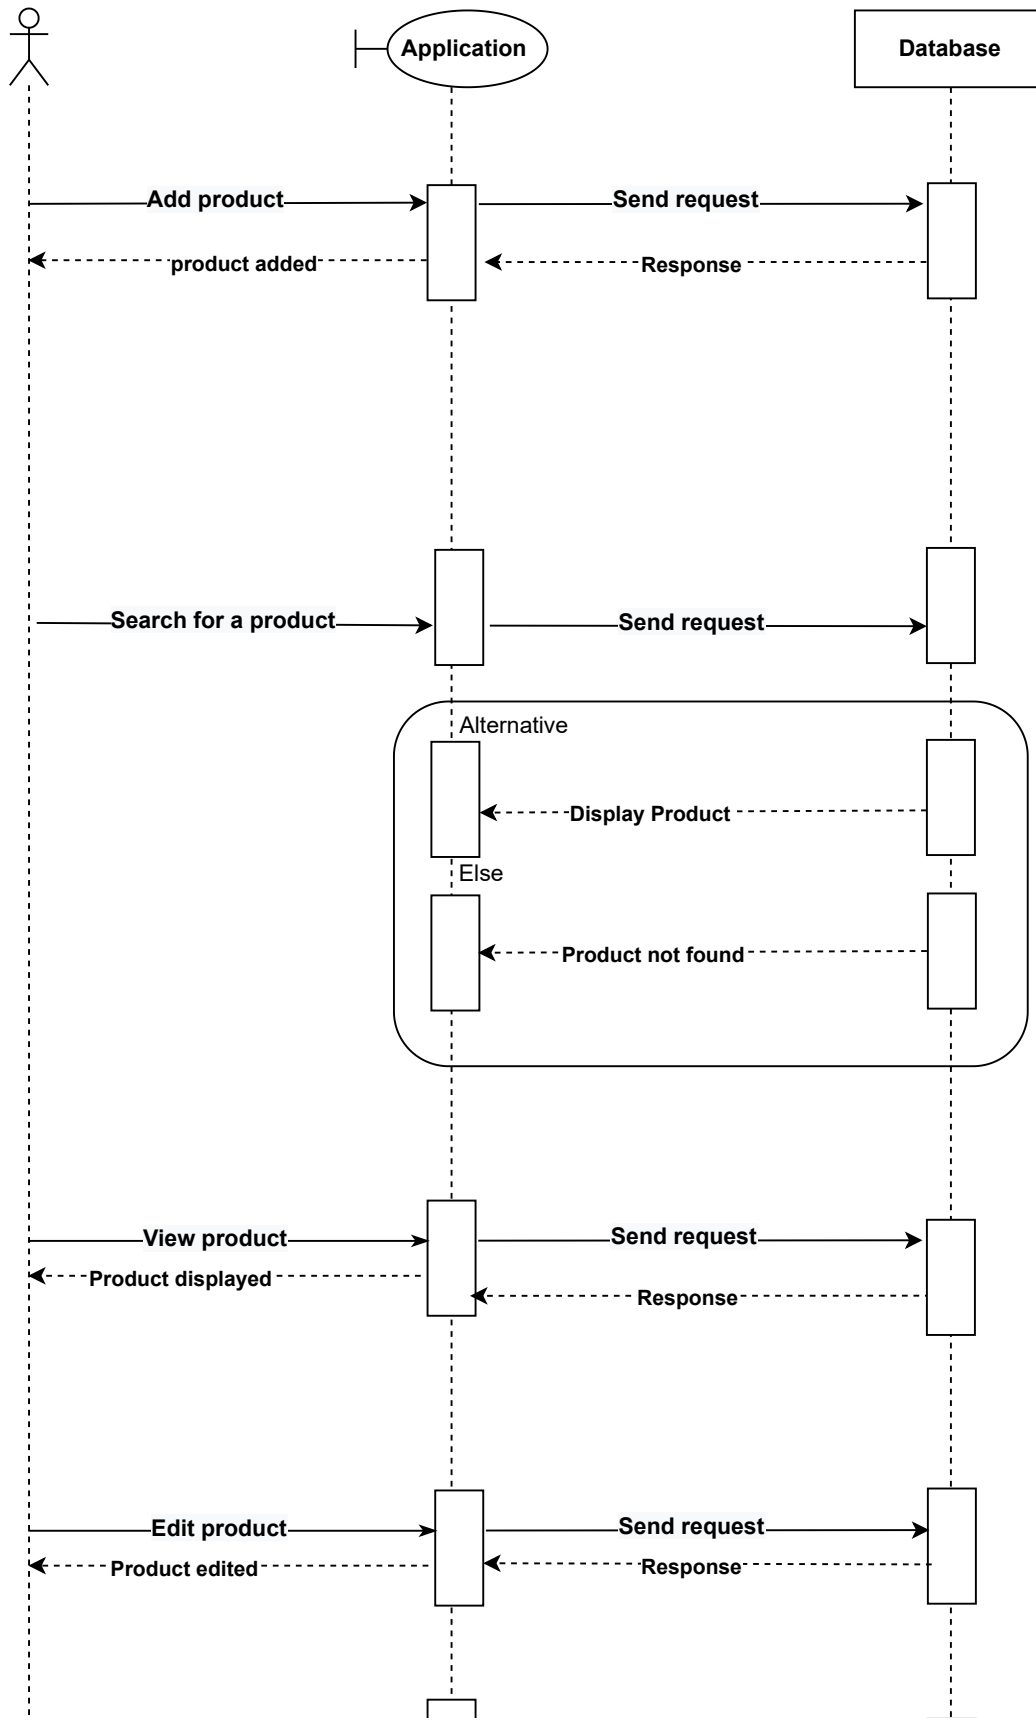 Application
Database
Add product
Send request
product added
Response
Search for a product
Send request
Alternative
Display Product
Else
Product not found
View product
Send request
Product displayed
Response
Edit product
Send request
Product edited
Response